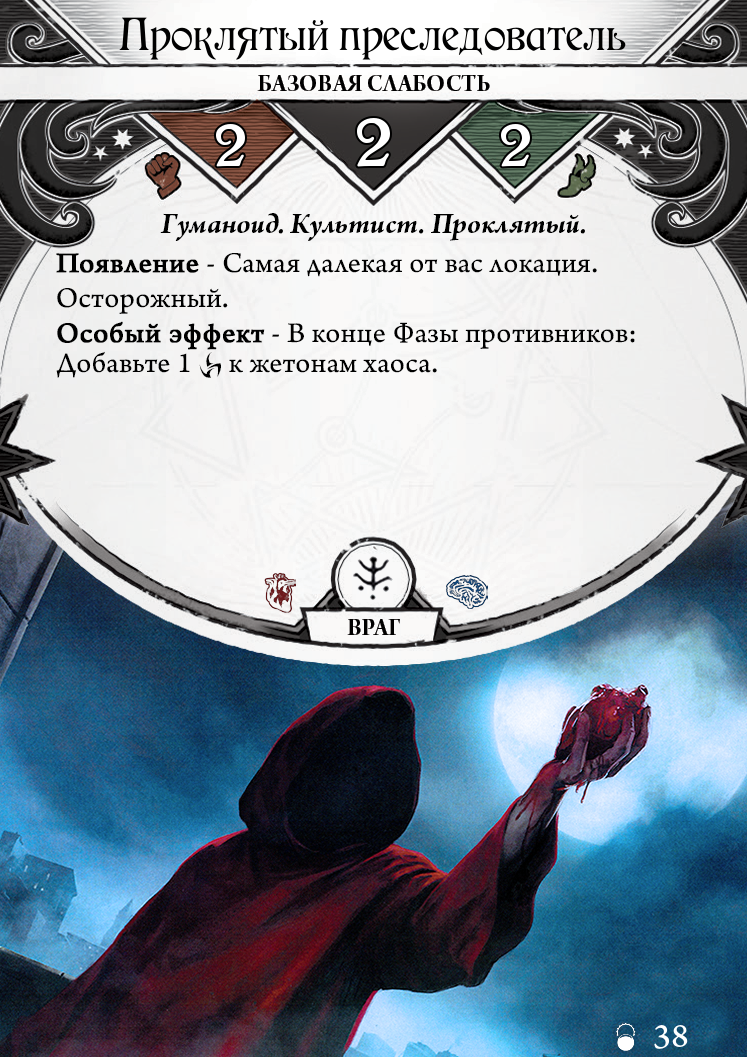 Проклятый преследователь
БАЗОВАЯ СЛАБОСТЬ
2 2 2
Гуманоид. Культист. Проклятый.
Появление - Самая далекая от вас локация.
Осторожный.
Особый эффект - В конце Фазы противников:
Добавьте 1 к жетонам хаоса.
ВРАГ
38